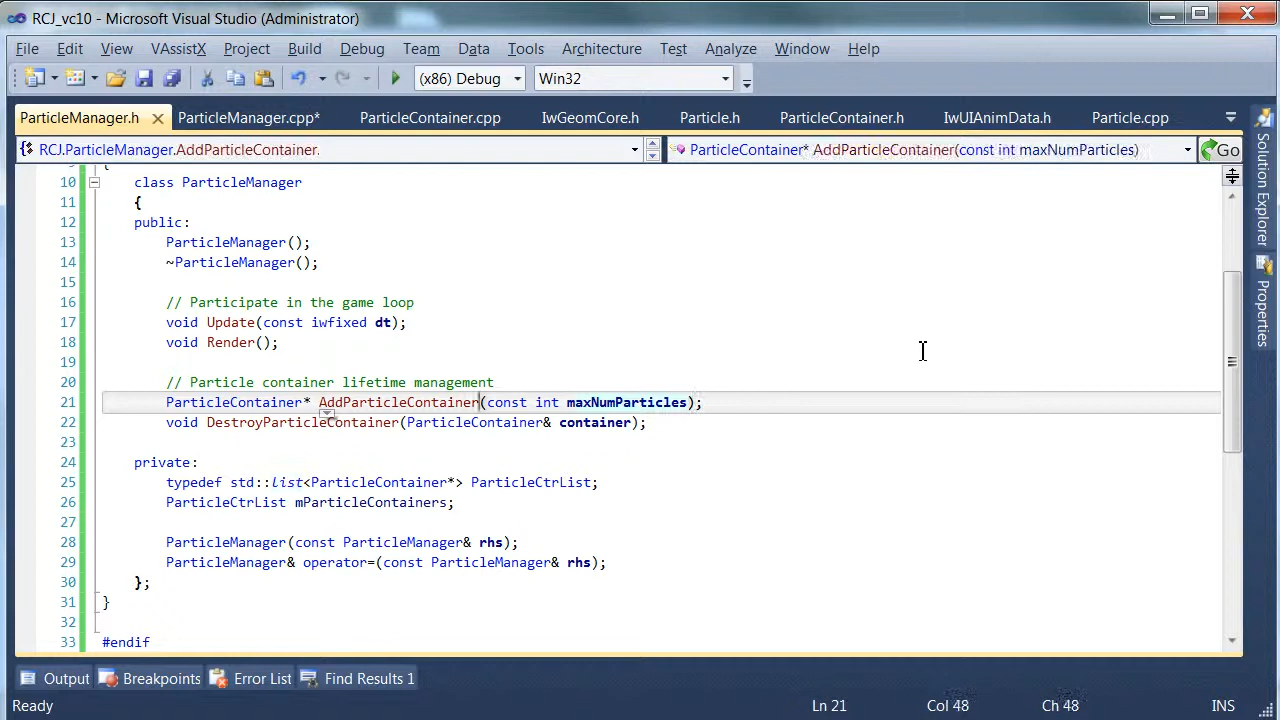 RCJ_vc10 - Microsoft Visual Studio (Administrator)
File Edit View VAssistX Project Build Debug Team Data Tools Architecture Test Analyze Window Help
(x86) Debug Win32
ParticleManager.h ParticleManager.cpp* ParticleContainer.cpp IwGeomCore.h Particle.h ParticleContainer.h IwUIAnimData.h Particle.cpp
RCJ.ParticleManager.AddParticleContainer. ParticleContainer* AddParticleContainer(const int maxNumParticles) Go
10 class ParticleManager
11 {
12 public:
13 ParticleManager();
14 ~ParticleManager();
15
16 // Participate in the game loop
17 void Update(const iwfixed dt);
18 void Render();
19
20 // Particle container lifetime management
21 ParticleContainer* AddParticleContainer(const int maxNumParticles);
22 void DestroyParticleContainer(ParticleContainer& container);
23
24 private:
25 typedef std::list<ParticleContainer*> ParticleCtrList;
26 ParticleCtrList mParticleContainers;
27
28 ParticleManager(const ParticleManager& rhs);
29 ParticleManager& operator=(const ParticleManager& rhs);
30 };
31 }
32
33 #endif
Solution Explorer
Properties
Output Breakpoints Error List Find Results 1
Ready Ln 21 Col 48 Ch 48 INS